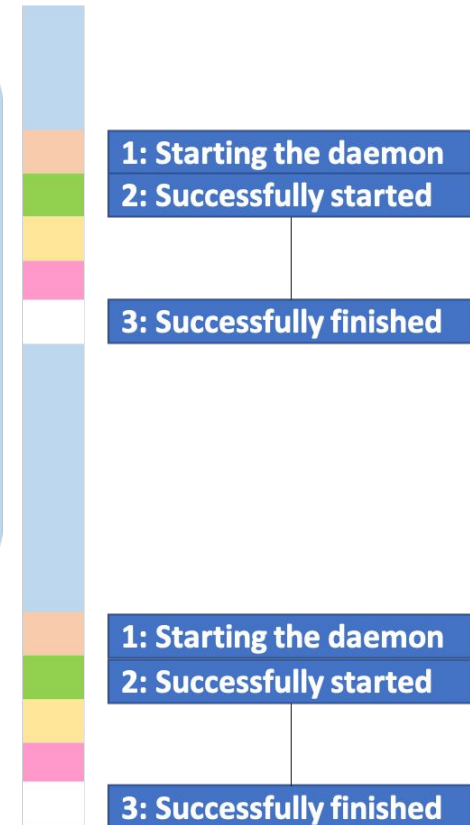 1: Starting the daemon
2: Successfully started
3: Successfully finished
1: Starting the daemon
2: Successfully started
3: Successfully finished